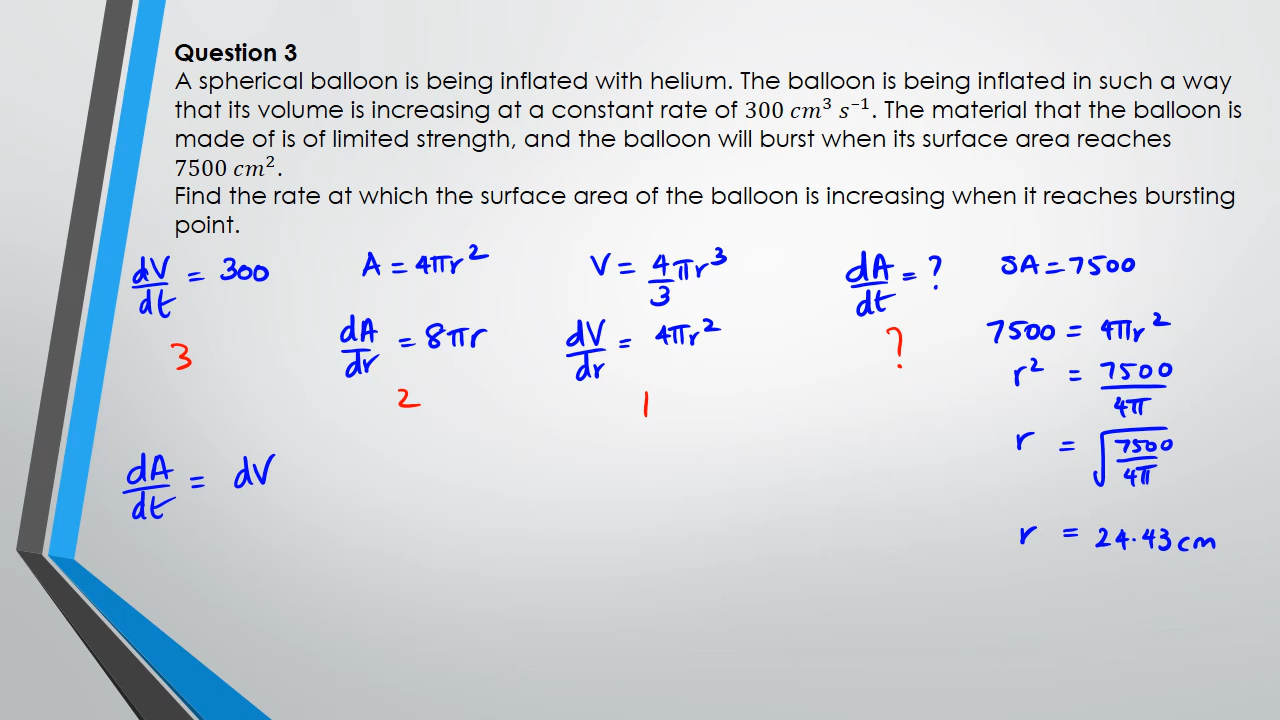 Question 3
A spherical balloon is being inflated with helium. The balloon is being inflated in such a way
that its volume is increasing at a constant rate of 300 cm³ s⁻¹. The material that the balloon is
made of is of limited strength, and the balloon will burst when its surface area reaches
7500 cm².
Find the rate at which the surface area of the balloon is increasing when it reaches bursting
point.
dV/dt = 300
A = 4πr²
V = 4/3 πr³
dA/dt = ?
SA = 7500
dA/dr = 8πr
dV/dr = 4πr²
7500 = 4πr²
3
2
1
?
r² = 7500/4π
r = √(7500/4π)
dA/dt = dV
r = 24.43 cm